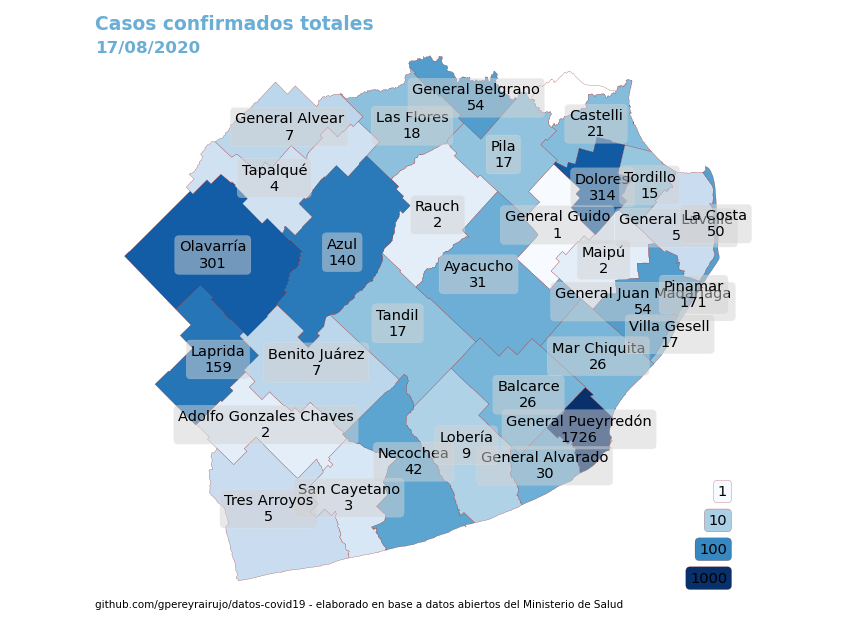 Casos confirmados totales
17/08/2020
General Belgrano
54
General Alvear
7
Las Flores
18
Castelli
21
Pila
17
Tapalqué
4
Dolores
314
Tordillo
15
Rauch
2
General Guido
1
General Lavalle
5
La Costa
50
Olavarría
301
Azul
140
Maipú
2
Ayacucho
31
General Juan Madariaga
54
Pinamar
171
Tandil
17
Villa Gesell
17
Laprida
159
Benito Juárez
7
Mar Chiquita
26
Balcarce
26
Adolfo Gonzales Chaves
2
General Pueyrredón
1726
Lobería
9
Necochea
42
General Alvarado
30
San Cayetano
3
Tres Arroyos
5
1
10
100
1000
github.com/gpereyrairujo/datos-covid19 - elaborado en base a datos abiertos del Ministerio de Salud